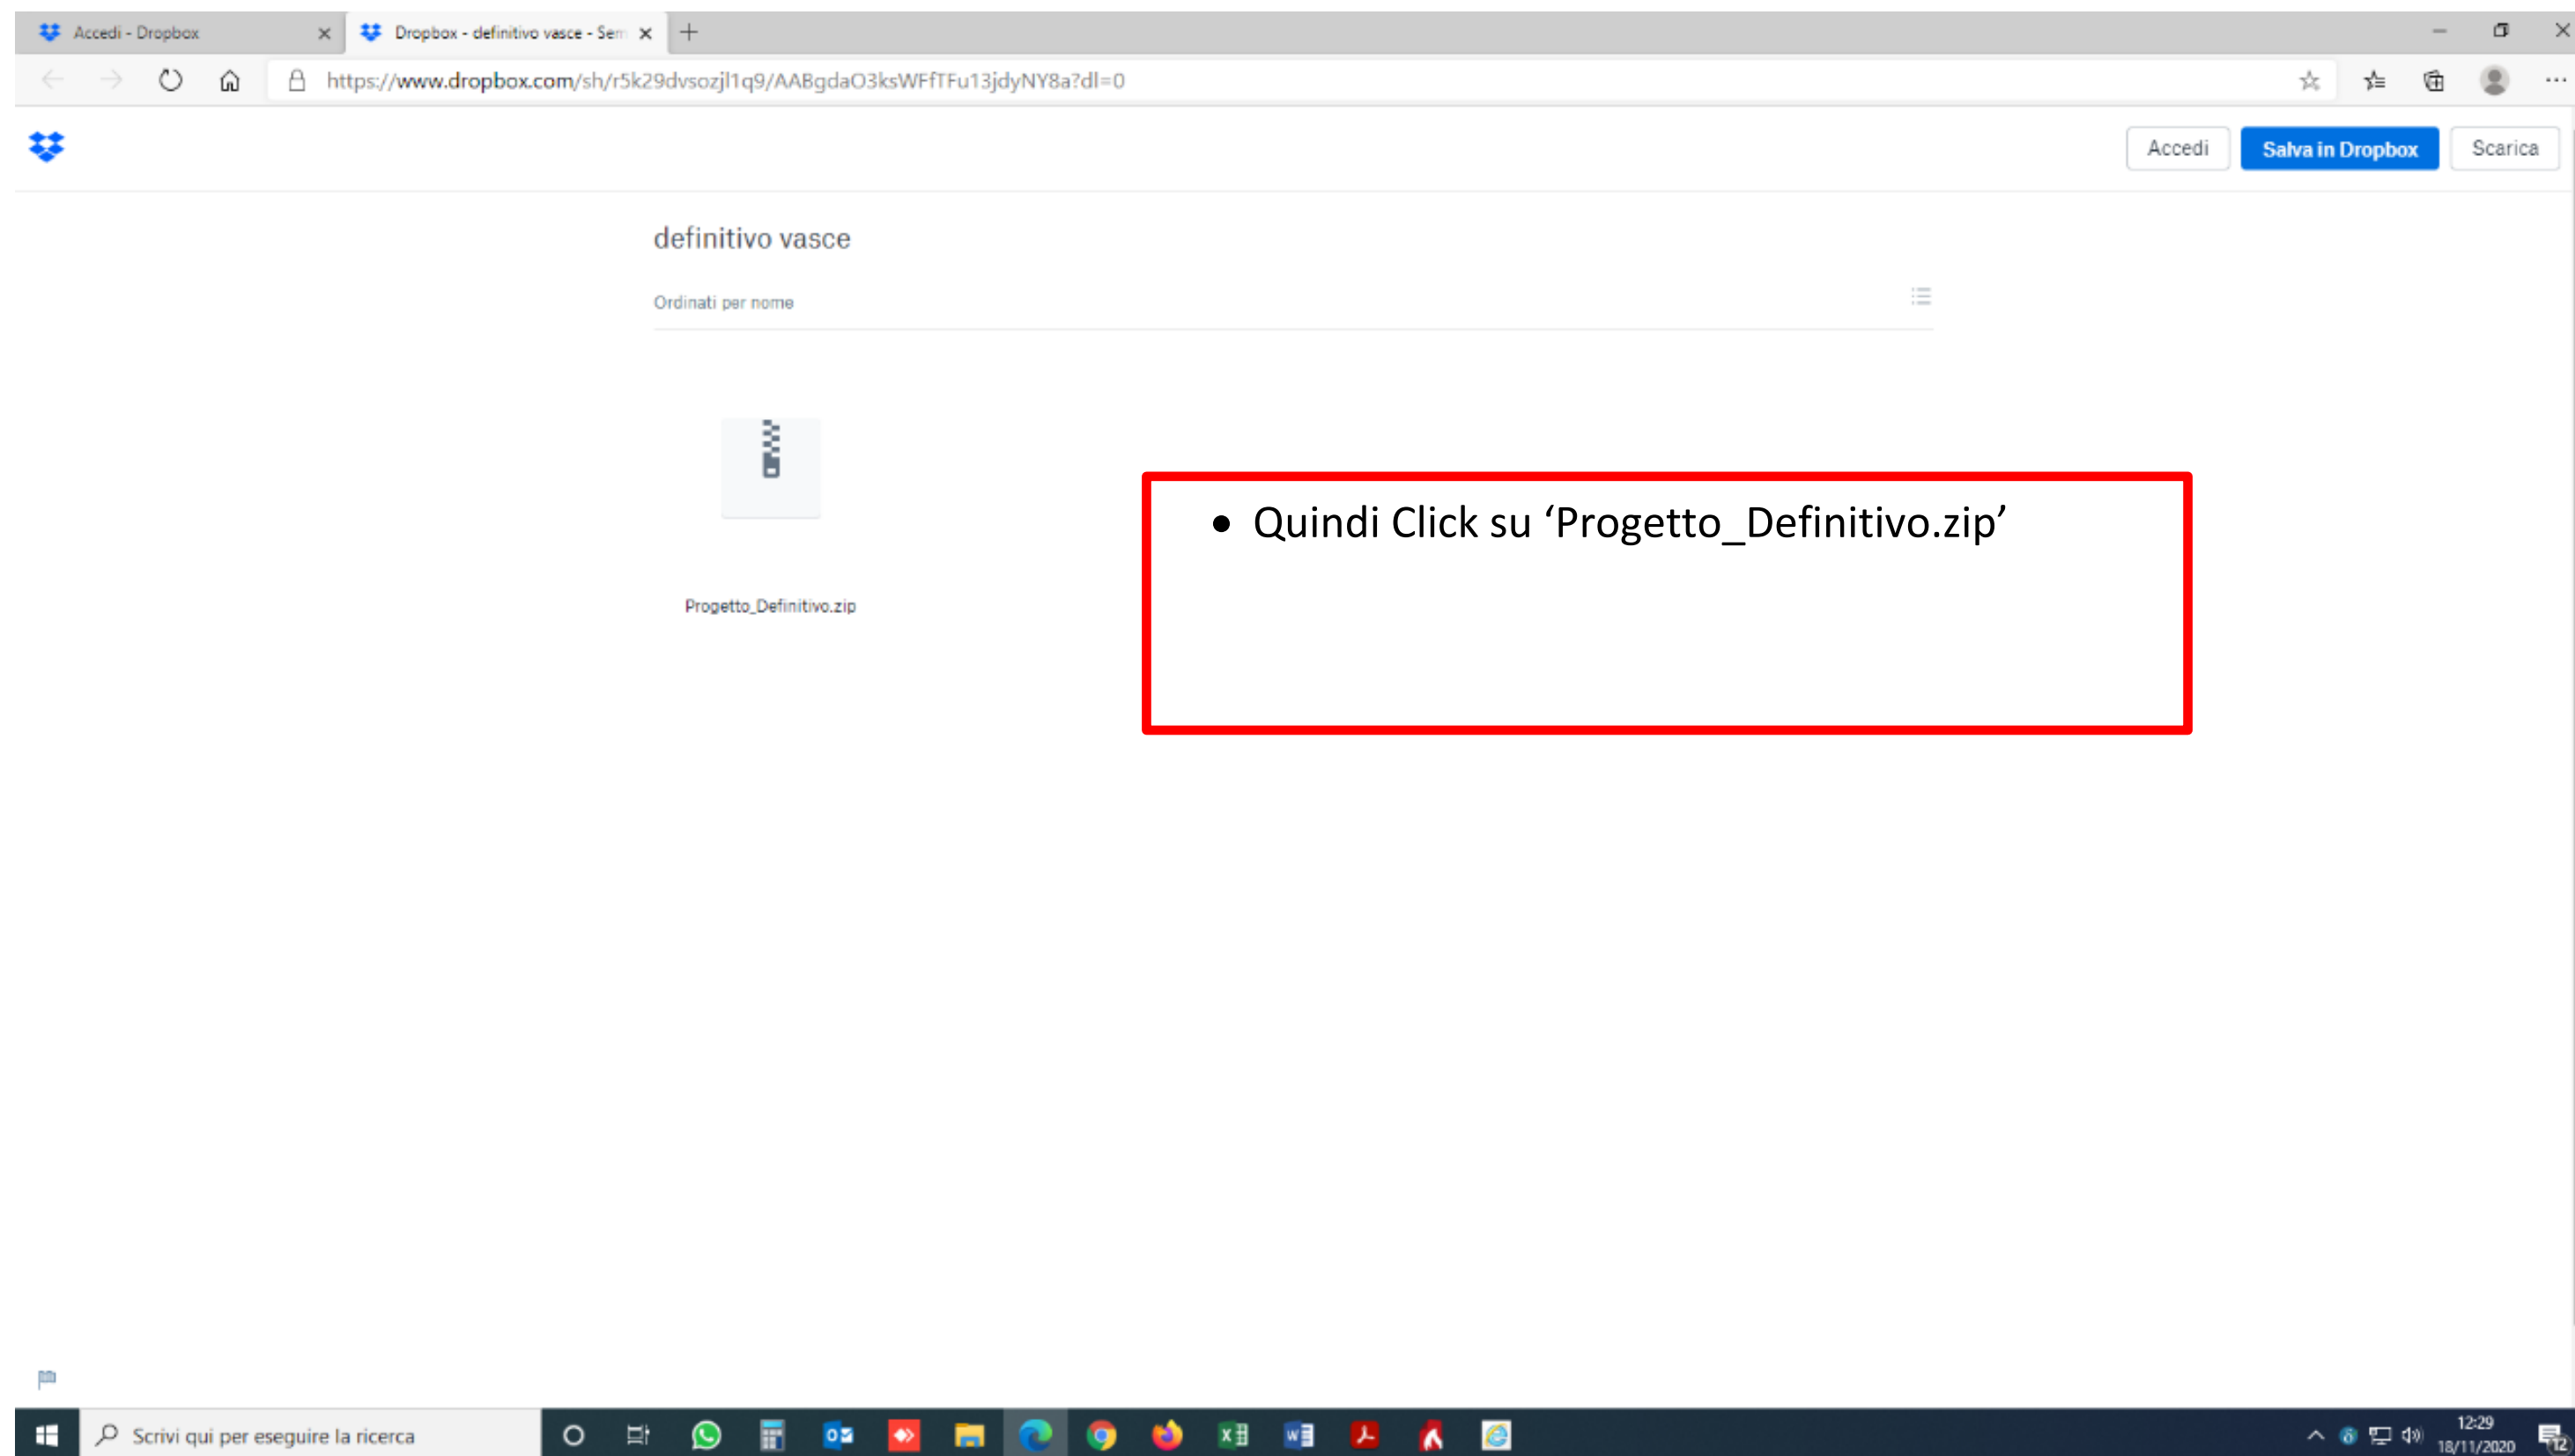 Accedi - Dropbox
Dropbox - definitivo vasce - Sem
https://www.dropbox.com/sh/r5k29dvsozjl1q9/AABgdaO3ksWFfTFu13jdyNY8a?dl=0
Accedi
Salva in Dropbox
Scarica
definitivo vasce
Ordinati per nome
• Quindi Click su ‘Progetto_Definitivo.zip’
Progetto_Definitivo.zip
Scrivi qui per eseguire la ricerca
12:29
18/11/2020
12